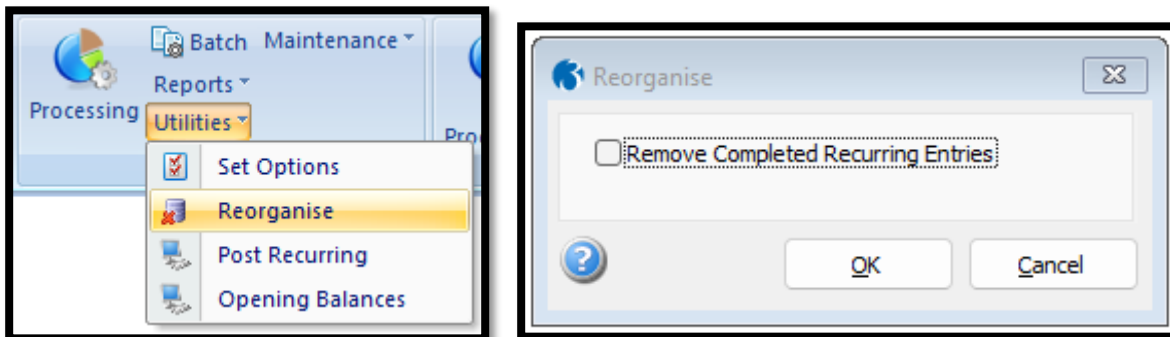 Batch Maintenance
Reports
Processing
Utilities
Set Options
Reorganise
Post Recurring
Opening Balances
Reorganise
Remove Completed Recurring Entries
OK
Cancel